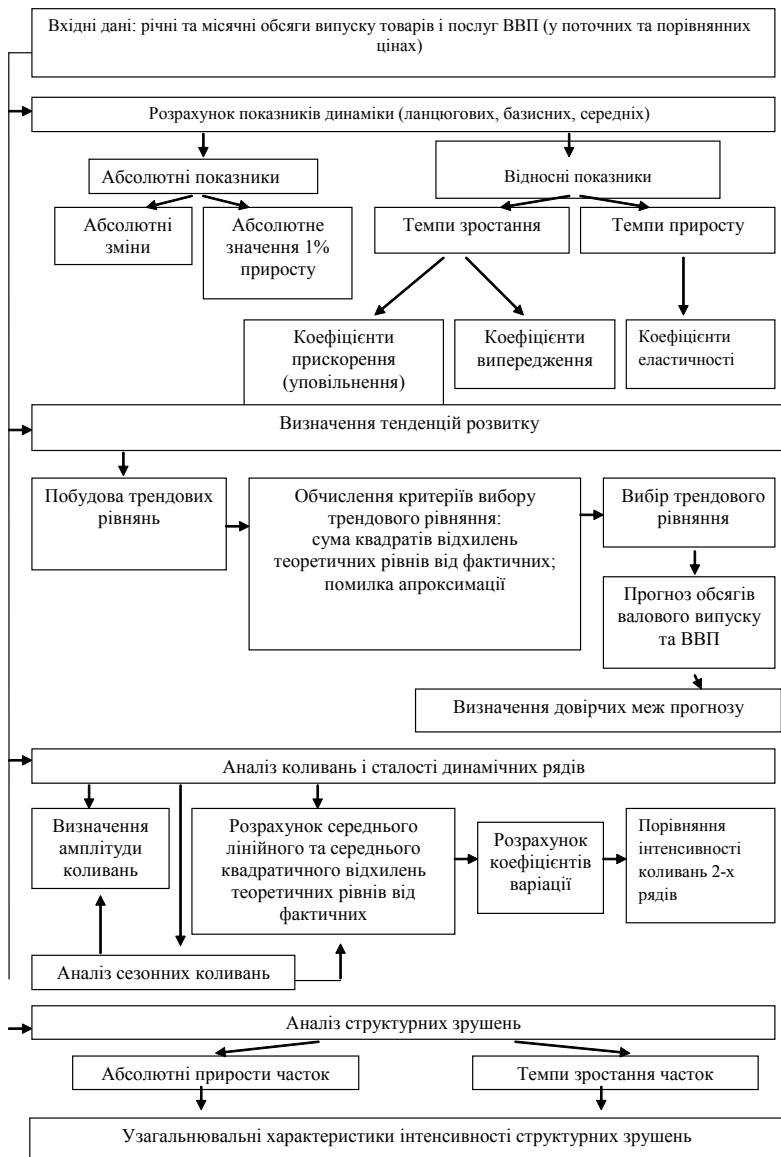 Вхідні дані: річні та місячні обсяги випуску товарів і послуг ВВП (у поточних та порівнянних
цінах)
Розрахунок показників динаміки (ланцюгових, базисних, середніх)
Абсолютні показники
Відносні показники
Абсолютні
зміни
Абсолютне
значення 1%
приросту
Темпи зростання
Темпи приросту
Коефіцієнти
прискорення
(уповільнення)
Коефіцієнти
випередження
Коефіцієнти
еластичності
Визначення тенденцій розвитку
Побудова трендових
рівнянь
Обчислення критеріїв вибору
трендового рівняння:
сума квадратів відхилень
теоретичних рівнів від фактичних;
помилка апроксимації
Вибір трендового
рівняння
Прогноз обсягів
валового випуску
та ВВП
Визначення довірчих меж прогнозу
Аналіз коливань і сталості динамічних рядів
Визначення
амплітуди
коливань
Розрахунок середнього
лінійного та середнього
квадратичного відхилень
теоретичних рівнів від
фактичних
Розрахунок
коефіцієнтів
варіації
Порівняння
інтенсивності
коливань 2-х
рядів
Аналіз сезонних коливань
Аналіз структурних зрушень
Абсолютні прирости часток
Темпи зростання часток
Узагальнювальні характеристики інтенсивності структурних зрушень